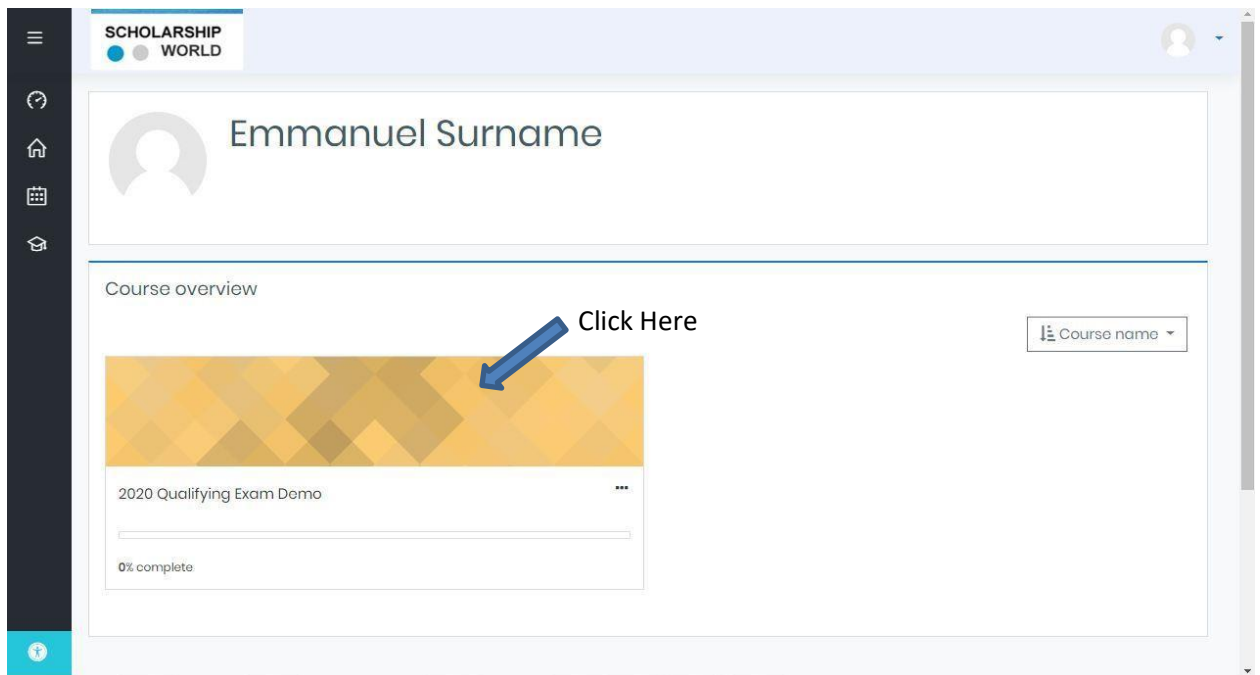 SCHOLARSHIP
WORLD
Emmanuel Surname
Course overview
Click Here
Course name
2020 Qualifying Exam Demo
0% complete